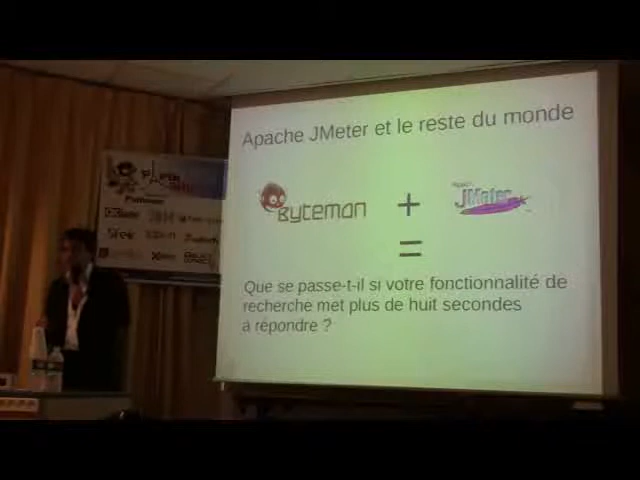 Apache JMeter et le reste du monde
Byteman + JMeter
=
Que se passe-t-il si votre fonctionnalité de
recherche met plus de huit secondes
à répondre ?